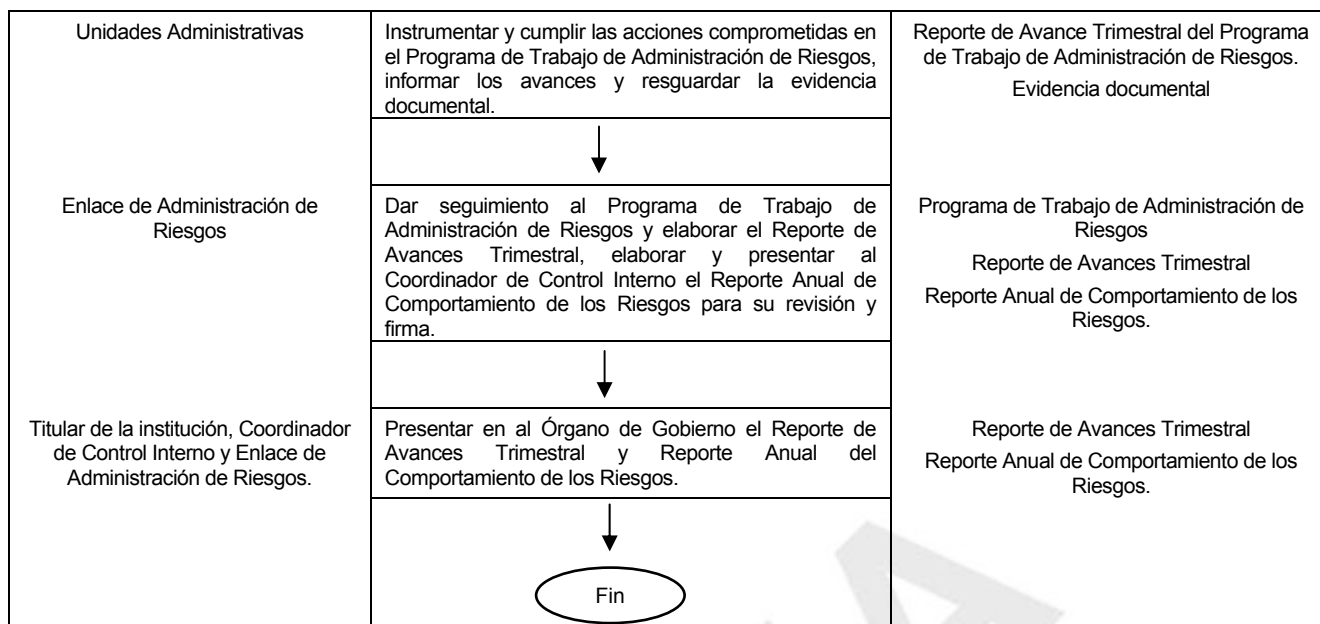 Unidades Administrativas
Instrumentar y cumplir las acciones comprometidas en
el Programa de Trabajo de Administración de Riesgos,
informar los avances y resguardar la evidencia
documental.
Reporte de Avance Trimestral del Programa
de Trabajo de Administración de Riesgos.
Evidencia documental
Enlace de Administración de
Riesgos
Dar seguimiento al Programa de Trabajo de
Administración de Riesgos y elaborar el Reporte de
Avances Trimestral, elaborar y presentar al
Coordinador de Control Interno el Reporte Anual de
Comportamiento de los Riesgos para su revisión y
firma.
Programa de Trabajo de Administración de
Riesgos
Reporte de Avances Trimestral
Reporte Anual de Comportamiento de los
Riesgos.
Titular de la institución, Coordinador
de Control Interno y Enlace de
Administración de Riesgos.
Presentar en al Órgano de Gobierno el Reporte de
Avances Trimestral y Reporte Anual del
Comportamiento de los Riesgos.
Reporte de Avances Trimestral
Reporte Anual de Comportamiento de los
Riesgos.
Fin